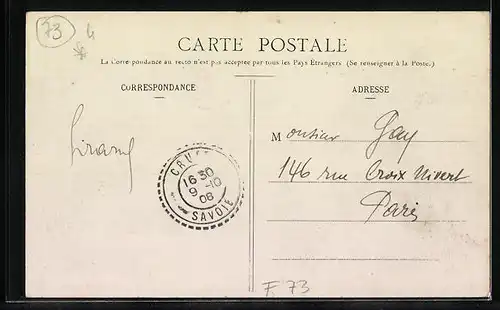 73 4
CARTE POSTALE
La Correspondance au recto n'est pas acceptée par tous les Pays Etrangers (Se renseigner à la Poste.)
CORRESPONDANCE
ADRESSE
Monsieur Gay
146 rue Croix Nivert
Paris
16 30
9 -10
08
SAVOIE
F 73